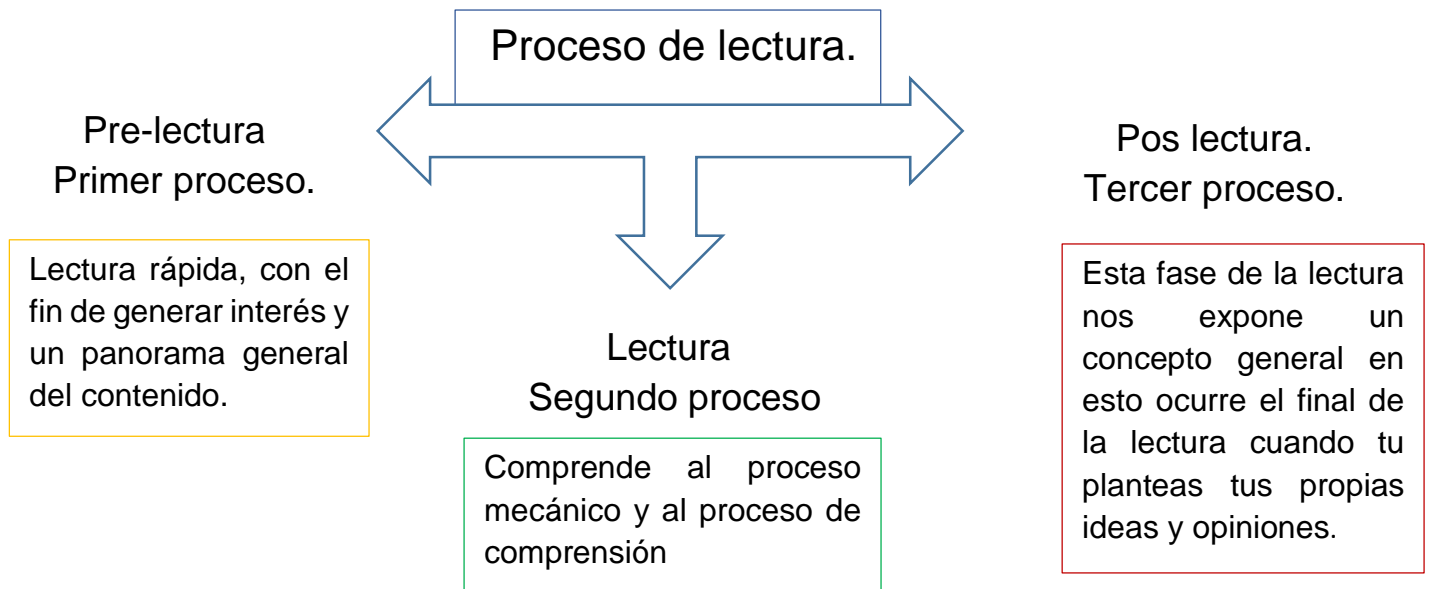 Proceso de lectura.
Pre-lectura
Primer proceso.
Lectura rápida, con el
fin de generar interés y
un panorama general
del contenido.
Lectura
Segundo proceso
Comprende al proceso
mecánico y al proceso de
comprensión
Pos lectura.
Tercer proceso.
Esta fase de la lectura
nos expone un
concepto general en
esto ocurre el final de
la lectura cuando tu
planteas tus propias
ideas y opiniones.